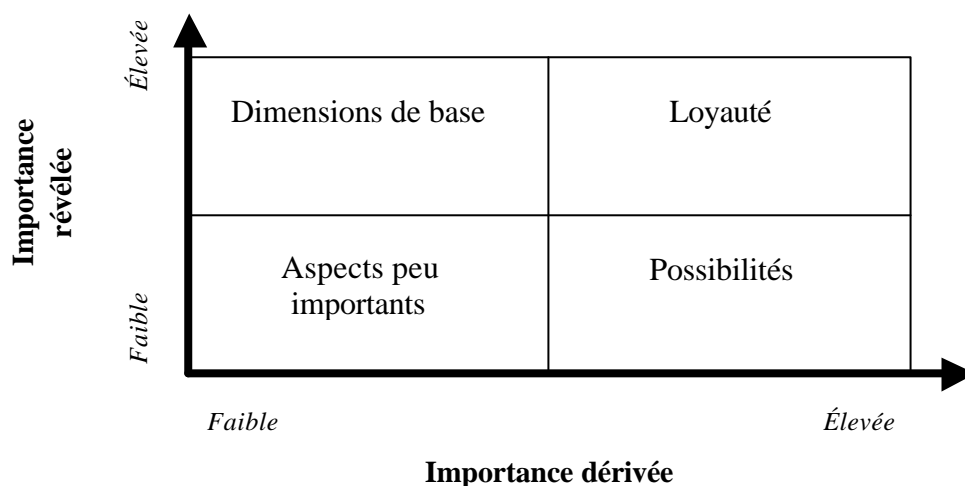 Élevée
Importance
révélée
Faible
Dimensions de base
Loyauté
Aspects peu
importants
Possibilités
Faible
Élevée
Importance dérivée